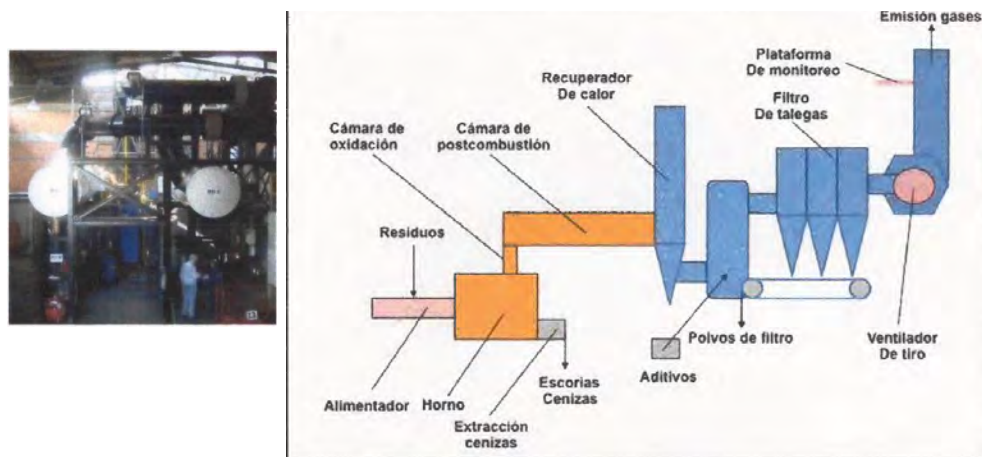 Emisión gases
Plataforma
De monitoreo
Recuperador
De calor
Filtro
De talegas
Cámara de
oxidación
Cámara de
postcombustión
Residuos
Alimentador
Horno
Extracción
cenizas
Escorias
Cenizas
Aditivos
Polvos de filtro
Ventilador
De tiro